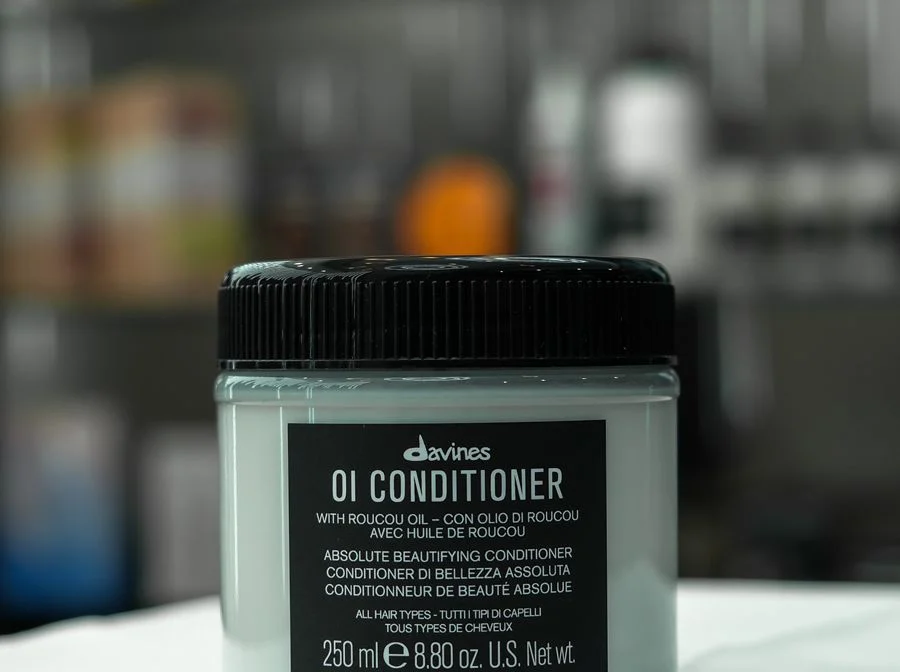 davines
OI CONDITIONER
WITH ROUCOU OIL – CON OLIO DI ROUCOU
AVEC HUILE DE ROUCOU
ABSOLUTE BEAUTIFYING CONDITIONER
CONDITIONER DI BELLEZZA ASSOLUTA
CONDITIONNEUR DE BEAUTÉ ABSOLUE
ALL HAIR TYPES - TUTTI I TIPI DI CAPELLI
TOUS TYPES DE CHEVEUX
250 ml ℮ 8.80 oz. U.S. Net wt.